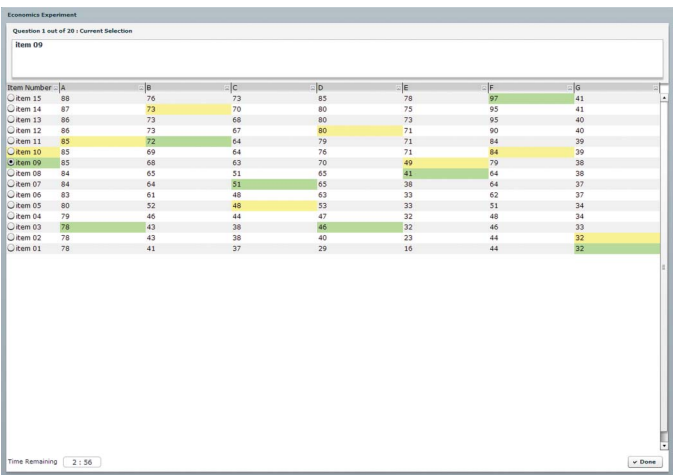 Economics Experiment
Question 1 out of 20 : Current Selection
item 09
Item Number A B C D E F G
item 15 88 76 73 85 78 97 41
item 14 87 73 70 80 75 95 41
item 13 86 73 68 80 73 95 40
item 12 86 73 67 80 71 90 40
item 11 85 72 64 79 71 84 39
item 10 85 69 64 76 71 84 39
item 09 85 68 63 70 49 79 38
item 08 84 65 51 65 41 64 38
item 07 84 64 51 65 38 64 37
item 06 83 61 48 63 33 62 37
item 05 80 52 48 53 33 51 34
item 04 79 46 44 47 32 48 34
item 03 78 43 38 46 32 46 33
item 02 78 43 38 40 23 44 32
item 01 78 41 37 29 16 44 32
Time Remaining 2 : 56 Done